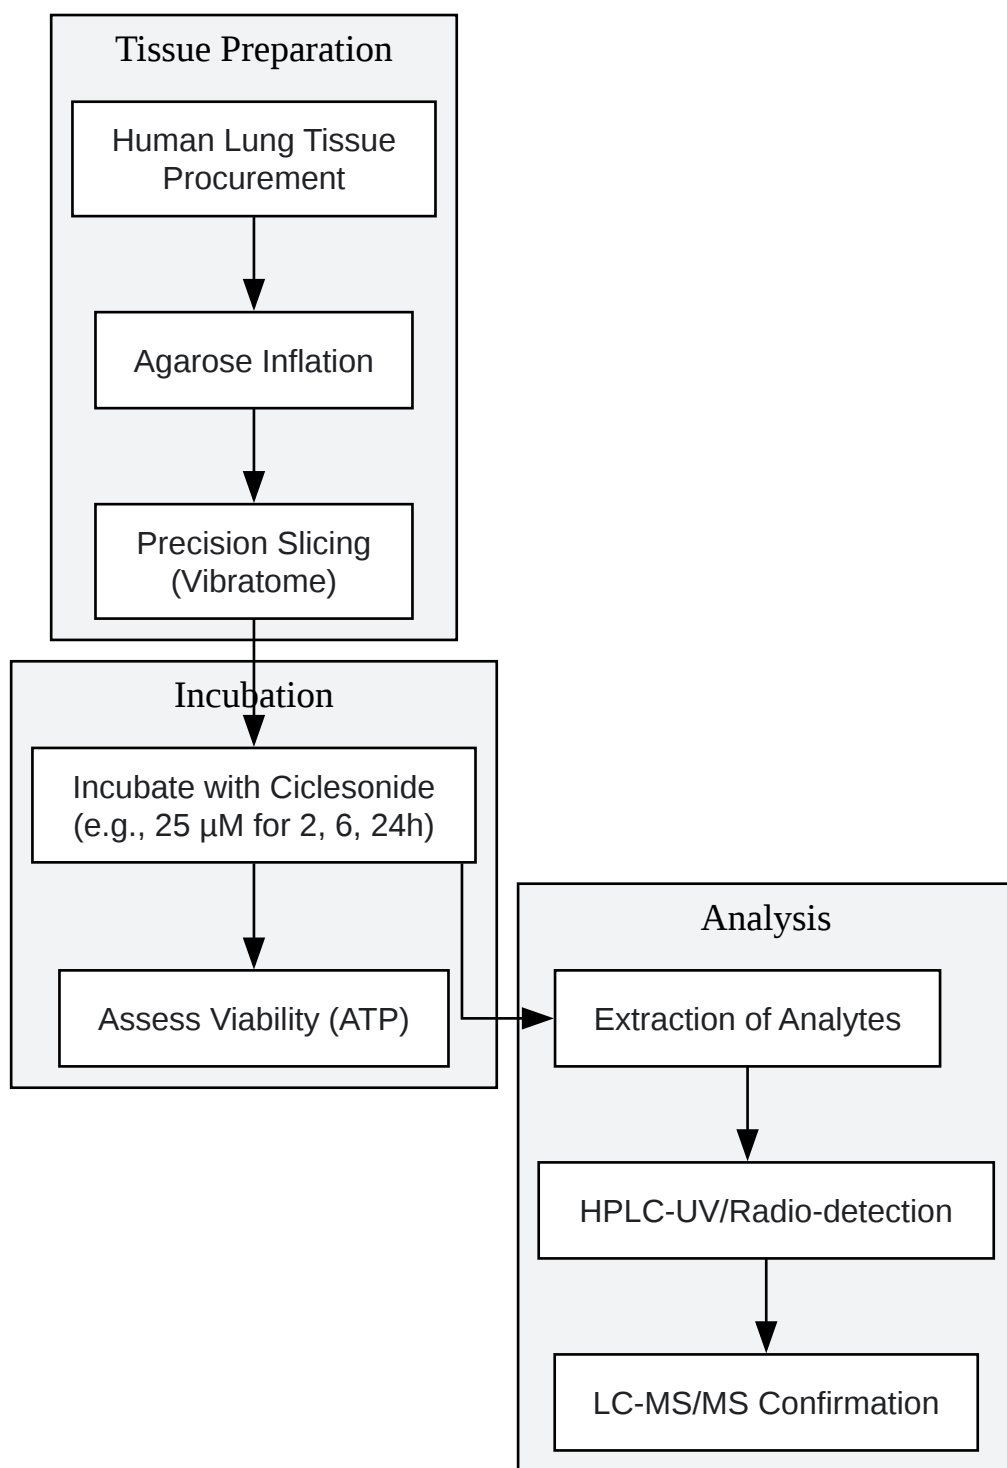 Tissue Preparation
Human Lung Tissue
Procurement
Agarose Inflation
Precision Slicing
(Vibratome)
Incubation
Incubate with Ciclesonide
(e.g., 25 µM for 2, 6, 24h)
Assess Viability (ATP)
Analysis
Extraction of Analytes
HPLC-UV/Radio-detection
LC-MS/MS Confirmation